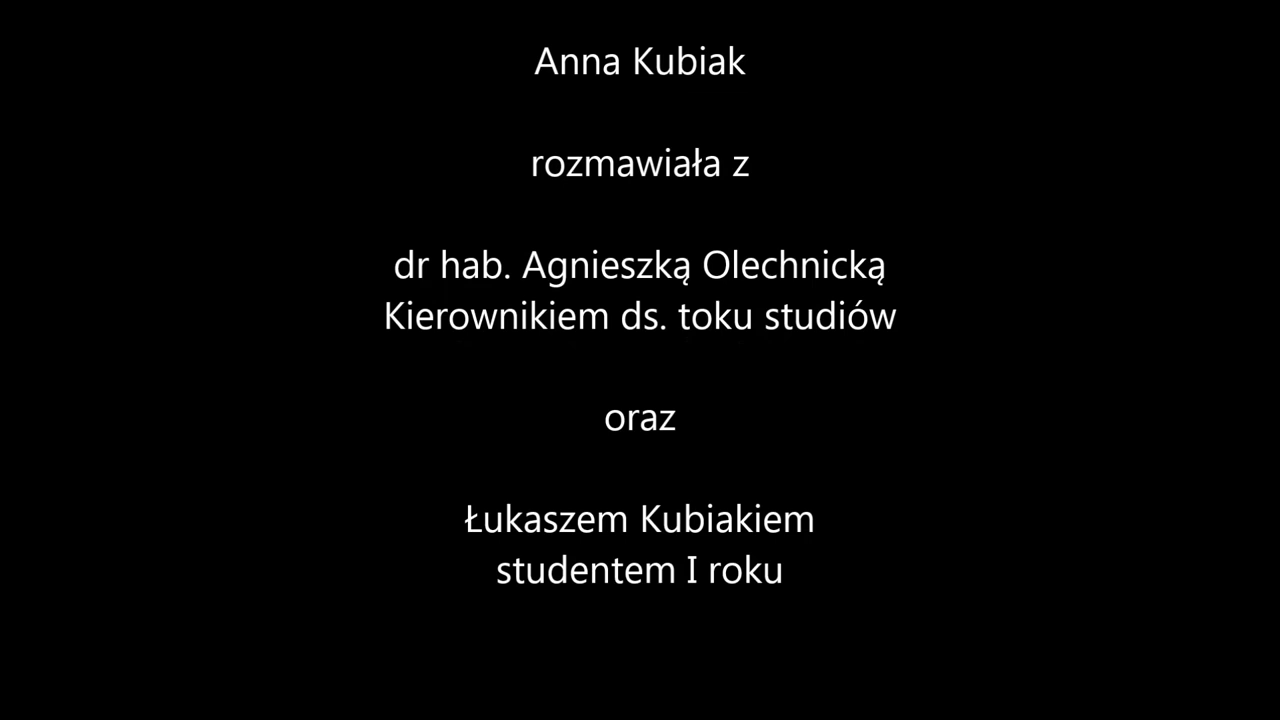 Anna Kubiak
rozmawiała z
dr hab. Agnieszką Olechnicką
Kierownikiem ds. toku studiów
oraz
Łukaszem Kubiakiem
studentem I roku